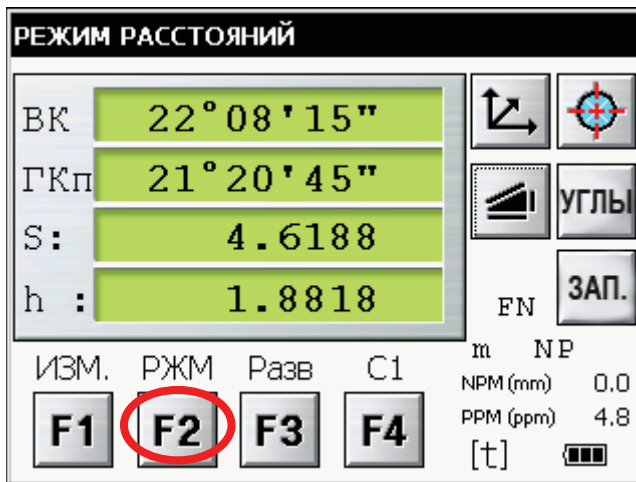 РЕЖИМ РАССТОЯНИЙ
ВК 22°08'15"
ГКп 21°20'45"
S: 4.6188
h : 1.8818
УГЛЫ
ЗАП.
FN
m NP
NPM (mm) 0.0
PPM (ppm) 4.8
[t]
ИЗМ. РЖМ Разв С1
F1 F2 F3 F4